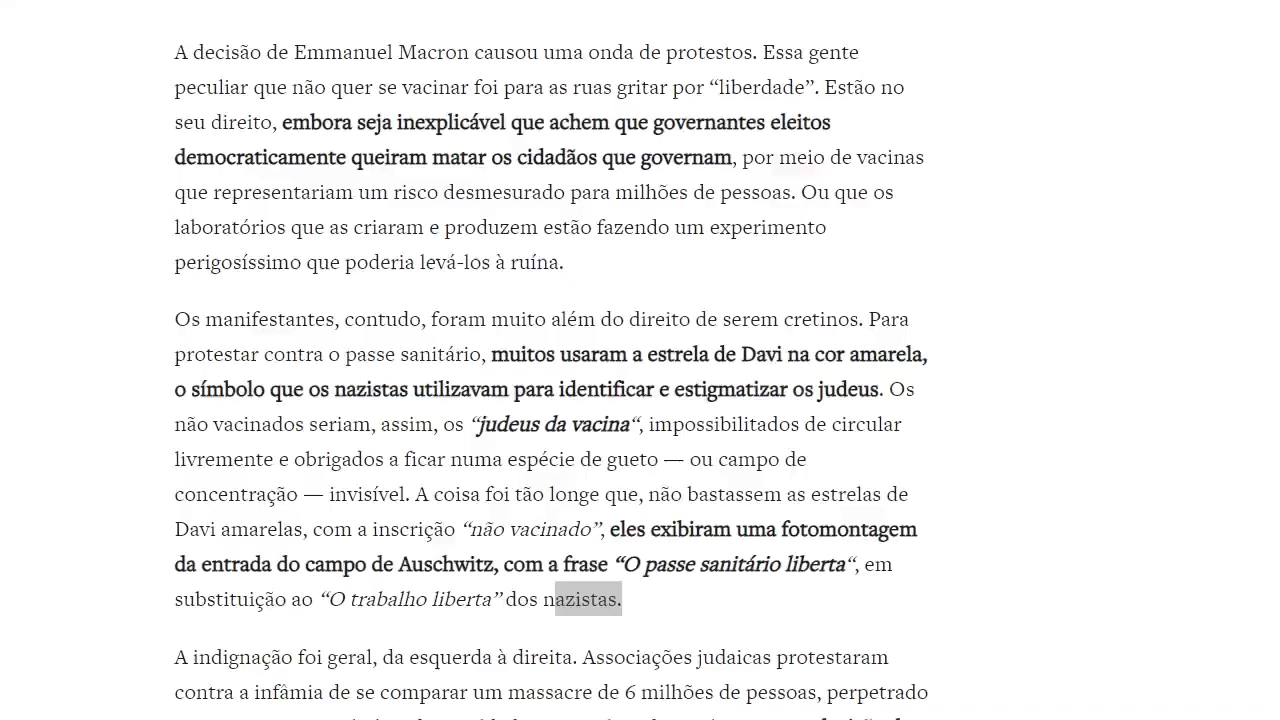 A decisão de Emmanuel Macron causou uma onda de protestos. Essa gente
peculiar que não quer se vacinar foi para as ruas gritar por “liberdade”. Estão no
seu direito, embora seja inexplicável que achem que governantes eleitos
democraticamente queiram matar os cidadãos que governam, por meio de vacinas
que representariam um risco desmesurado para milhões de pessoas. Ou que os
laboratórios que as criaram e produzem estão fazendo um experimento
perigosíssimo que poderia levá-los à ruína.
Os manifestantes, contudo, foram muito além do direito de serem cretinos. Para
protestar contra o passe sanitário, muitos usaram a estrela de Davi na cor amarela,
o símbolo que os nazistas utilizavam para identificar e estigmatizar os judeus. Os
não vacinados seriam, assim, os “judeus da vacina“, impossibilitados de circular
livremente e obrigados a ficar numa espécie de gueto — ou campo de
concentração — invisível. A coisa foi tão longe que, não bastassem as estrelas de
Davi amarelas, com a inscrição “não vacinado”, eles exibiram uma fotomontagem
da entrada do campo de Auschwitz, com a frase “O passe sanitário liberta“, em
substituição ao “O trabalho liberta” dos nazistas.
A indignação foi geral, da esquerda à direita. Associações judaicas protestaram
contra a infâmia de se comparar um massacre de 6 milhões de pessoas, perpetrado